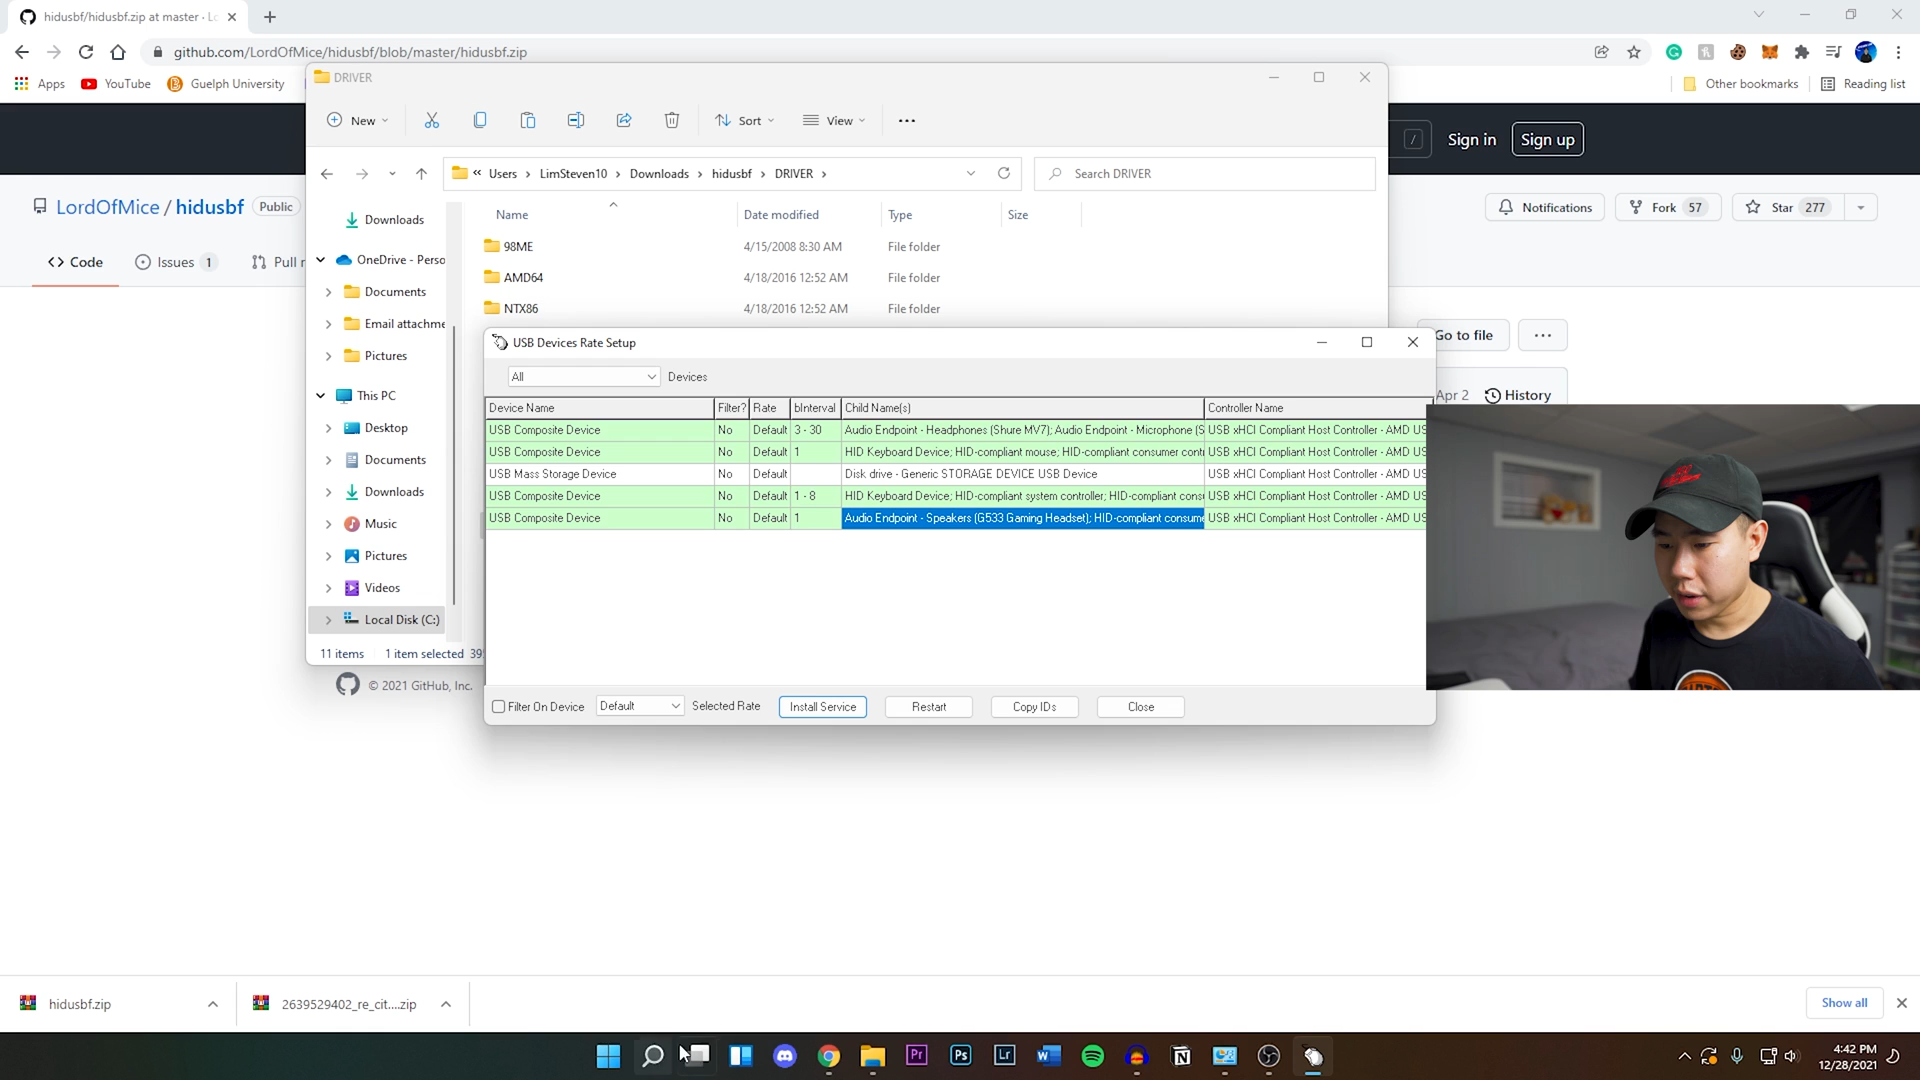 hidusbf/hidusbf.zip at master · L
github.com/LordOfMice/hidusbf/blob/master/hidusbf.zip
Apps
YouTube
Guelph University
Other bookmarks
Reading list
DRIVER
New
Sort
View
/
Sign in
Sign up
« Users › LimSteven10 › Downloads › hidusbf › DRIVER ›
Search DRIVER
LordOfMice / hidusbf
Public
Notifications
Fork 57
Star 277
Code
Issues 1
Pull r
Name
Date modified
Type
Size
98ME 4/15/2008 8:30 AM File folder
AMD64 4/18/2016 12:52 AM File folder
NTX86 4/18/2016 12:52 AM File folder
Downloads
OneDrive - Perso
Documents
Email attachme
Pictures
This PC
Desktop
Documents
Downloads
Music
Pictures
Videos
Local Disk (C:)
11 items 1 item selected 39
Go to file
Apr 2
History
USB Devices Rate Setup
All
Devices
Device Name Filter? Rate bInterval Child Name(s) Controller Name
USB Composite Device No Default 3 - 30 Audio Endpoint - Headphones (Shure MV7); Audio Endpoint - Microphone (S USB xHCI Compliant Host Controller - AMD US
USB Composite Device No Default 1 HID Keyboard Device; HID-compliant mouse; HID-compliant consumer contr USB xHCI Compliant Host Controller - AMD US
USB Mass Storage Device No Default Disk drive - Generic STORAGE DEVICE USB Device USB xHCI Compliant Host Controller - AMD US
USB Composite Device No Default 1 - 8 HID Keyboard Device; HID-compliant system controller; HID-compliant consu USB xHCI Compliant Host Controller - AMD US
USB Composite Device No Default 1 Audio Endpoint - Speakers (G533 Gaming Headset); HID-compliant consume USB xHCI Compliant Host Controller - AMD US
Filter On Device
Default
Selected Rate
Install Service
Restart
Copy IDs
Close
© 2021 GitHub, Inc.
hidusbf.zip
2639529402_re_cit....zip
Show all
Pr
Ps
Lr
4:42 PM
12/28/2021